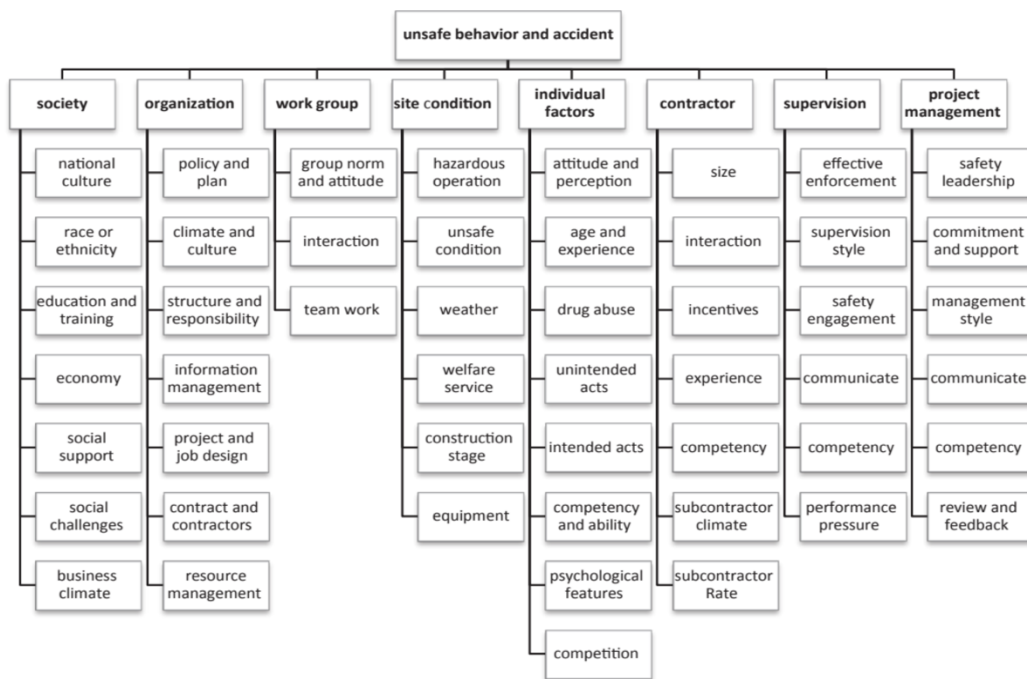 unsafe behavior and accident
society
organization
work group
site condition
individual
factors
contractor
supervision
project
management
national
culture
race or
ethnicity
education and
training
economy
social
support
social
challenges
business
climate
policy and
plan
climate and
culture
structure and
responsibility
information
management
project and
job design
contract and
contractors
resource
management
group norm
and attitude
interaction
team work
hazardous
operation
unsafe
condition
weather
welfare
service
construction
stage
equipment
attitude and
perception
age and
experience
drug abuse
unintended
acts
intended acts
competency
and ability
psychological
features
competition
size
interaction
incentives
experience
competency
subcontractor
climate
subcontractor
Rate
effective
enforcement
supervision
style
safety
engagement
communicate
competency
performance
pressure
safety
leadership
commitment
and support
management
style
communicate
competency
review and
feedback